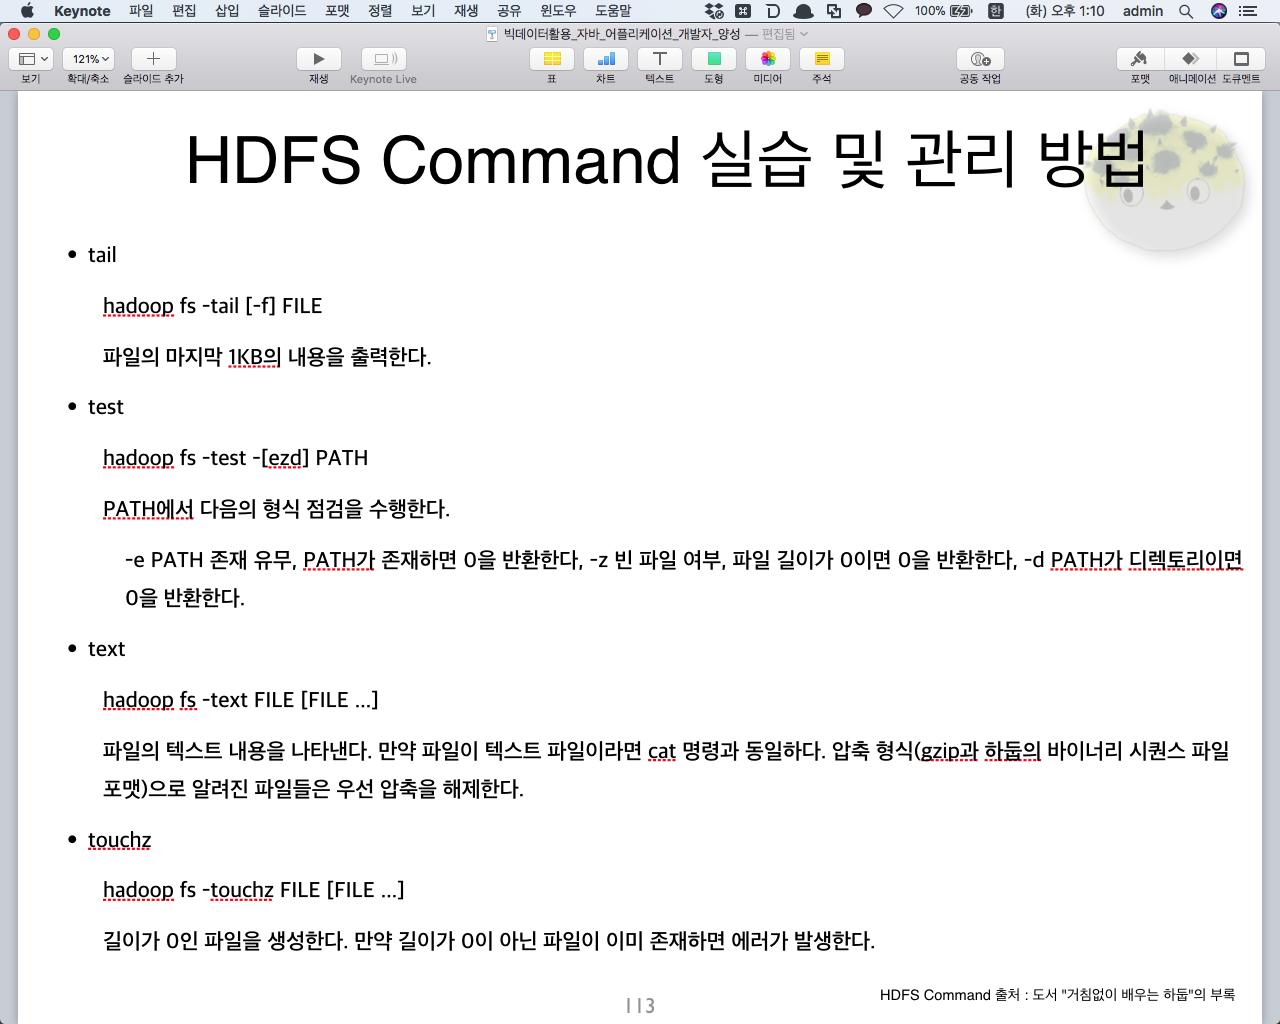 Keynote 파일 편집 삽입 슬라이드 포맷 정렬 보기 재생 공유 윈도우 도움말 100% 한 (화) 오후 1:10 admin
빅데이터활용_자바_어플리케이션_개발자_양성 — 편집됨
121%
보기 확대/축소 슬라이드 추가 재생 Keynote Live 표 차트 텍스트 도형 미디어 주석 공동 작업 포맷 애니메이션 도큐멘트
HDFS Command 실습 및 관리 방법
• tail
hadoop fs -tail [-f] FILE
파일의 마지막 1KB의 내용을 출력한다.
• test
hadoop fs -test -[ezd] PATH
PATH에서 다음의 형식 점검을 수행한다.
-e PATH 존재 유무, PATH가 존재하면 0을 반환한다, -z 빈 파일 여부, 파일 길이가 0이면 0을 반환한다, -d PATH가 디렉토리이면
0을 반환한다.
• text
hadoop fs -text FILE [FILE ...]
파일의 텍스트 내용을 나타낸다. 만약 파일이 텍스트 파일이라면 cat 명령과 동일하다. 압축 형식(gzip과 하둡의 바이너리 시퀀스 파일
포맷)으로 알려진 파일들은 우선 압축을 해제한다.
• touchz
hadoop fs -touchz FILE [FILE ...]
길이가 0인 파일을 생성한다. 만약 길이가 0이 아닌 파일이 이미 존재하면 에러가 발생한다.
HDFS Command 출처 : 도서 "거침없이 배우는 하둡"의 부록
113